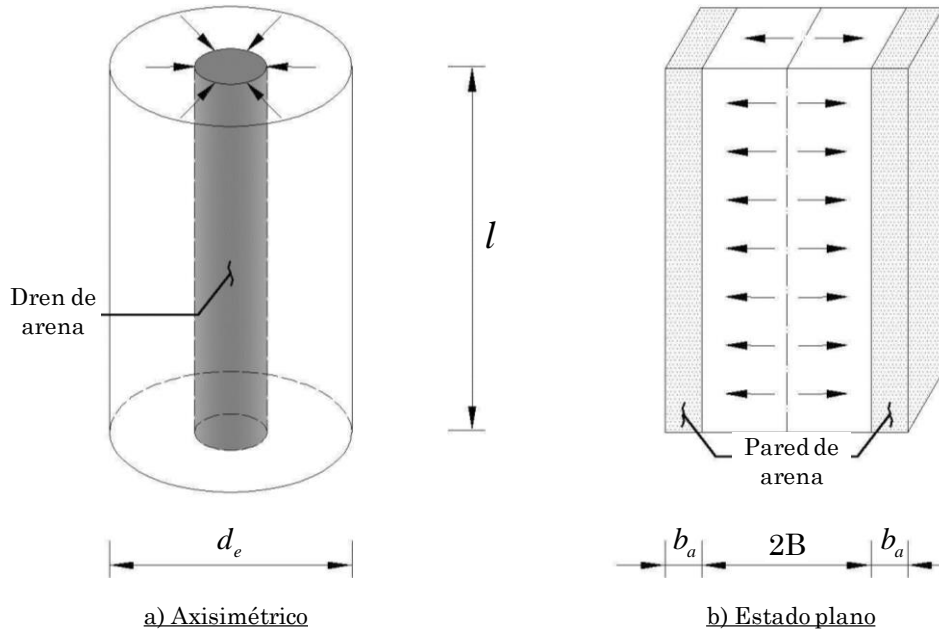 Dren de
arena
l
d_e
a) Axisimétrico
Pared de
arena
b_a
2B
b_a
b) Estado plano